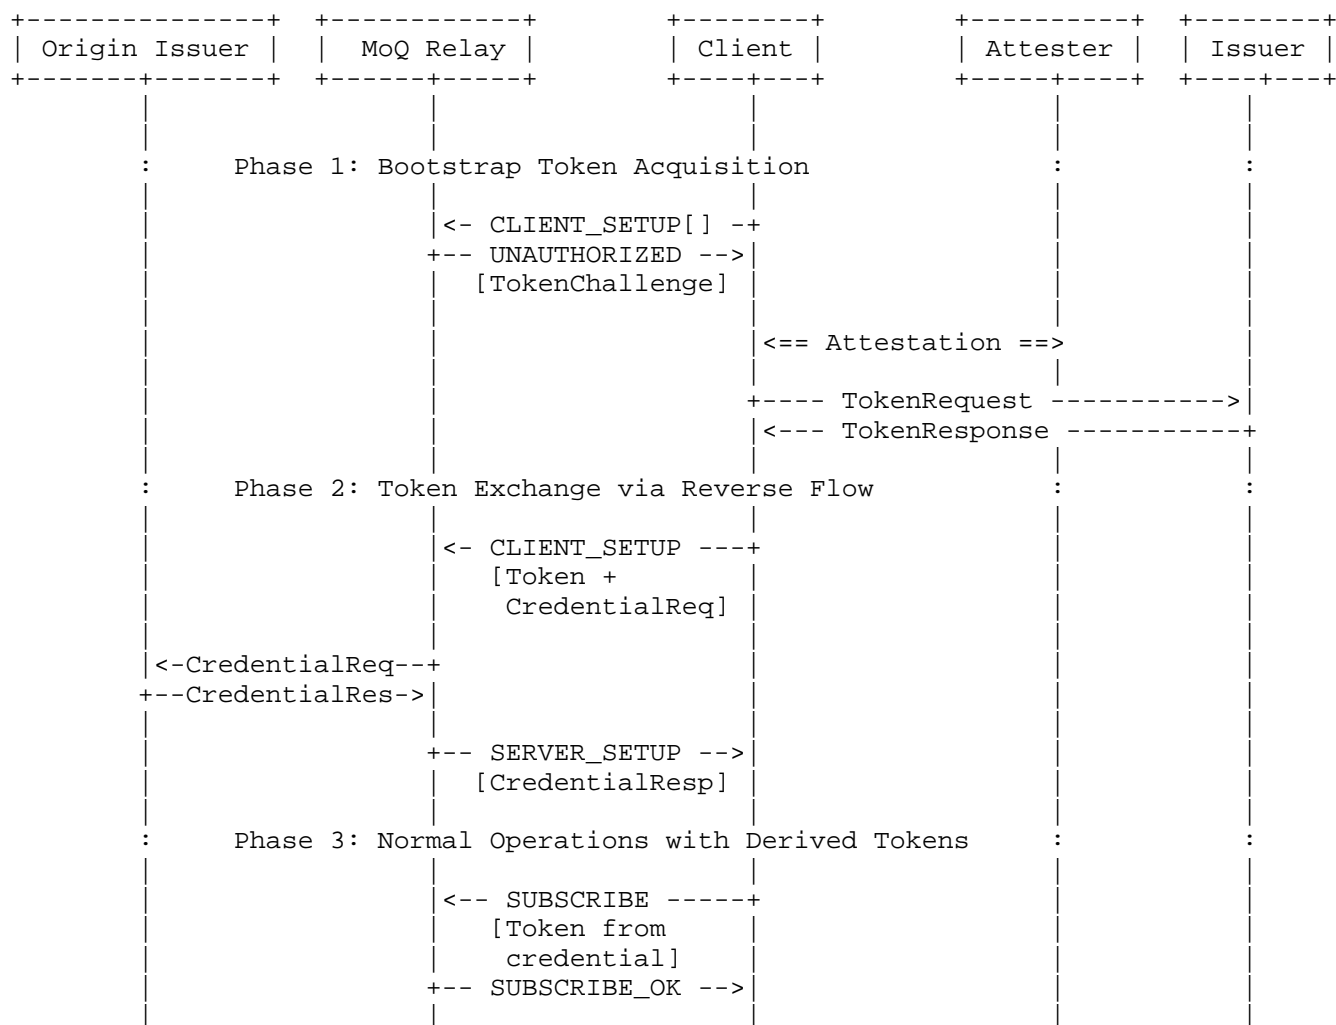 +---------------+  +------------+        +--------+        +----------+  +--------+
| Origin Issuer |  |  MoQ Relay |        | Client |        | Attester |  | Issuer |
+-------+-------+  +------+-----+        +----+---+        +-----+----+  +----+---+
: Phase 1: Bootstrap Token Acquisition : :
|<- CLIENT_SETUP[] -+
+-- UNAUTHORIZED -->|
[TokenChallenge]
|<== Attestation ==>
+---- TokenRequest ----------->|
|<--- TokenResponse -----------+
: Phase 2: Token Exchange via Reverse Flow : :
|<- CLIENT_SETUP ---+
[Token +
CredentialReq]
|<-CredentialReq--+
+--CredentialRes->|
+-- SERVER_SETUP -->|
[CredentialResp]
: Phase 3: Normal Operations with Derived Tokens : :
|<-- SUBSCRIBE -----+
[Token from
credential]
+-- SUBSCRIBE_OK -->|